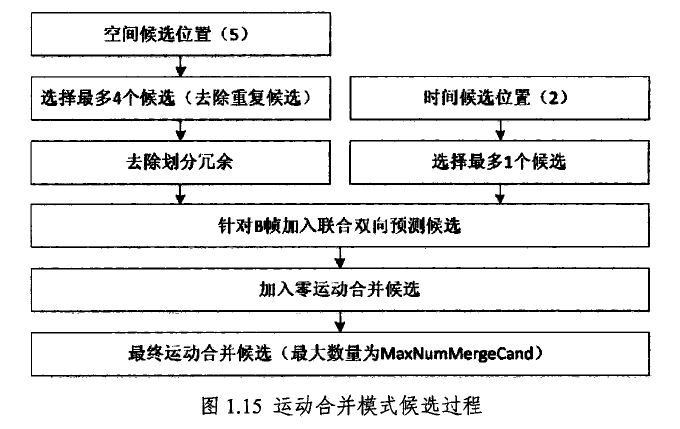 空间候选位置（5）
选择最多4个候选（去除重复候选）
时间候选位置（2）
去除划分冗余
选择最多1个候选
针对B帧加入联合双向预测候选
加入零运动合并候选
最终运动合并候选（最大数量为MaxNumMergeCand）
图 1.15 运动合并模式候选过程